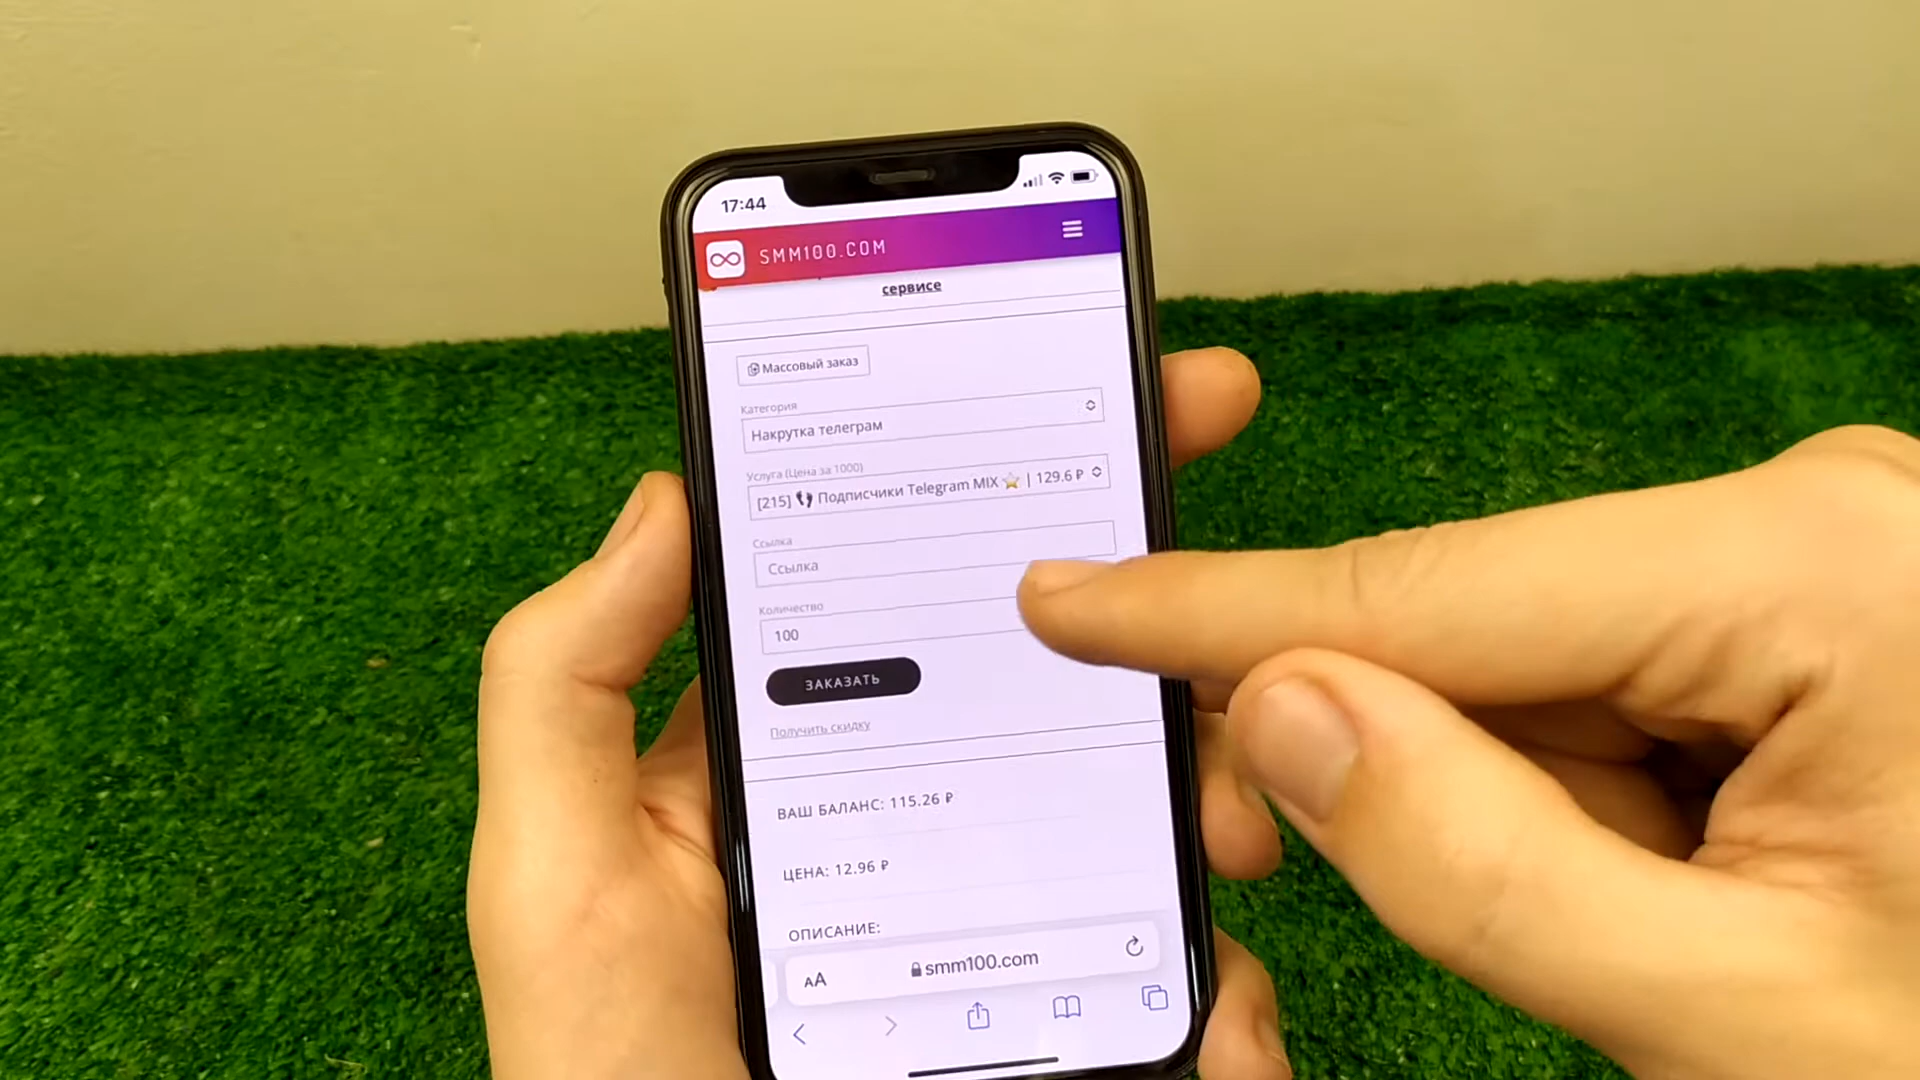 17:44
SMM100.COM
сервисе
Массовый заказ
Категория
Накрутка телеграм
Услуга (Цена за 1000)
[215] 👣 Подписчики Telegram MIX ⭐ | 129.6 ₽
Ссылка
Ссылка
Количество
100
ЗАКАЗАТЬ
Получить скидку
ВАШ БАЛАНС: 115.26 ₽
ЦЕНА: 12.96 ₽
ОПИСАНИЕ:
AA smm100.com